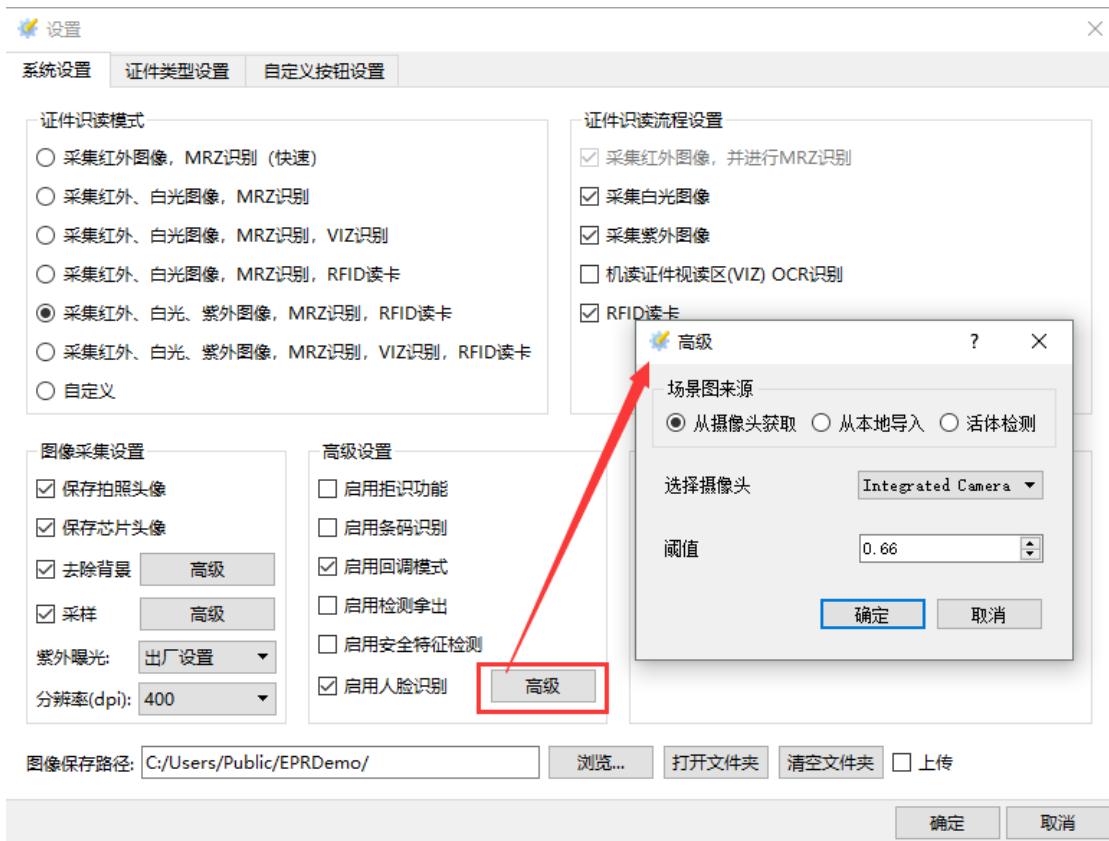 设置
系统设置 证件类型设置 自定义按钮设置
证件识读模式
采集红外图像，MRZ识别（快速）
采集红外、白光图像，MRZ识别
采集红外、白光图像，MRZ识别，VIZ识别
采集红外、白光图像，MRZ识别，RFID读卡
采集红外、白光、紫外图像，MRZ识别，RFID读卡
采集红外、白光、紫外图像，MRZ识别，VIZ识别，RFID读卡
自定义
证件识读流程设置
采集红外图像，并进行MRZ识别
采集白光图像
采集紫外图像
机读证件视读区(VIZ) OCR识别
RFID读卡
高级 ?
场景图来源
从摄像头获取 从本地导入 活体检测
选择摄像头 Integrated Camera
阈值 0.66
确定 取消
图像采集设置
保存拍照头像
保存芯片头像
去除背景 高级
采样 高级
紫外曝光: 出厂设置
分辨率(dpi): 400
高级设置
启用拒识功能
启用条码识别
启用回调模式
启用检测拿出
启用安全特征检测
启用人脸识别 高级
图像保存路径: C:/Users/Public/EPRDemo/ 浏览... 打开文件夹 清空文件夹 上传
确定 取消